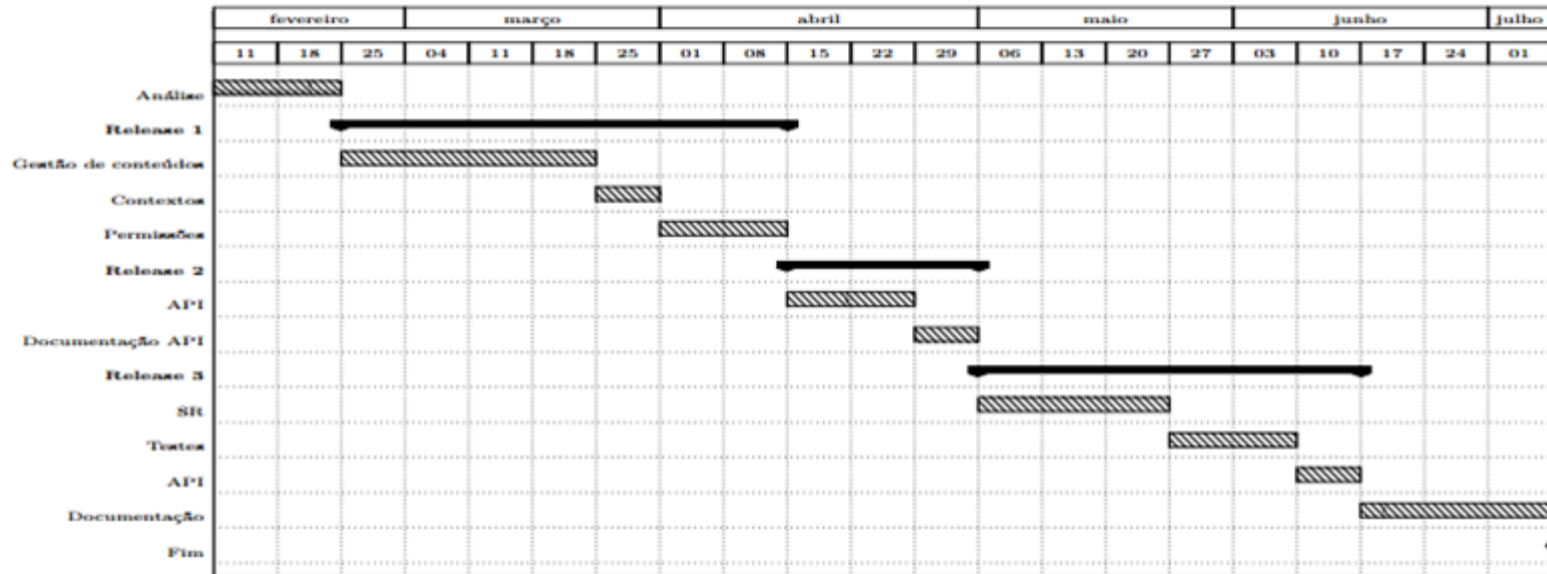 fevereiro março abril maio junho julho
11 18 25 04 11 18 25 01 08 15 22 29 06 13 20 27 03 10 17 24 01
Análise
Release 1
Gestão de conteúdos
Contextos
Permissões
Release 2
API
Documentação API
Release 3
SR
Testes
API
Documentação
Fim